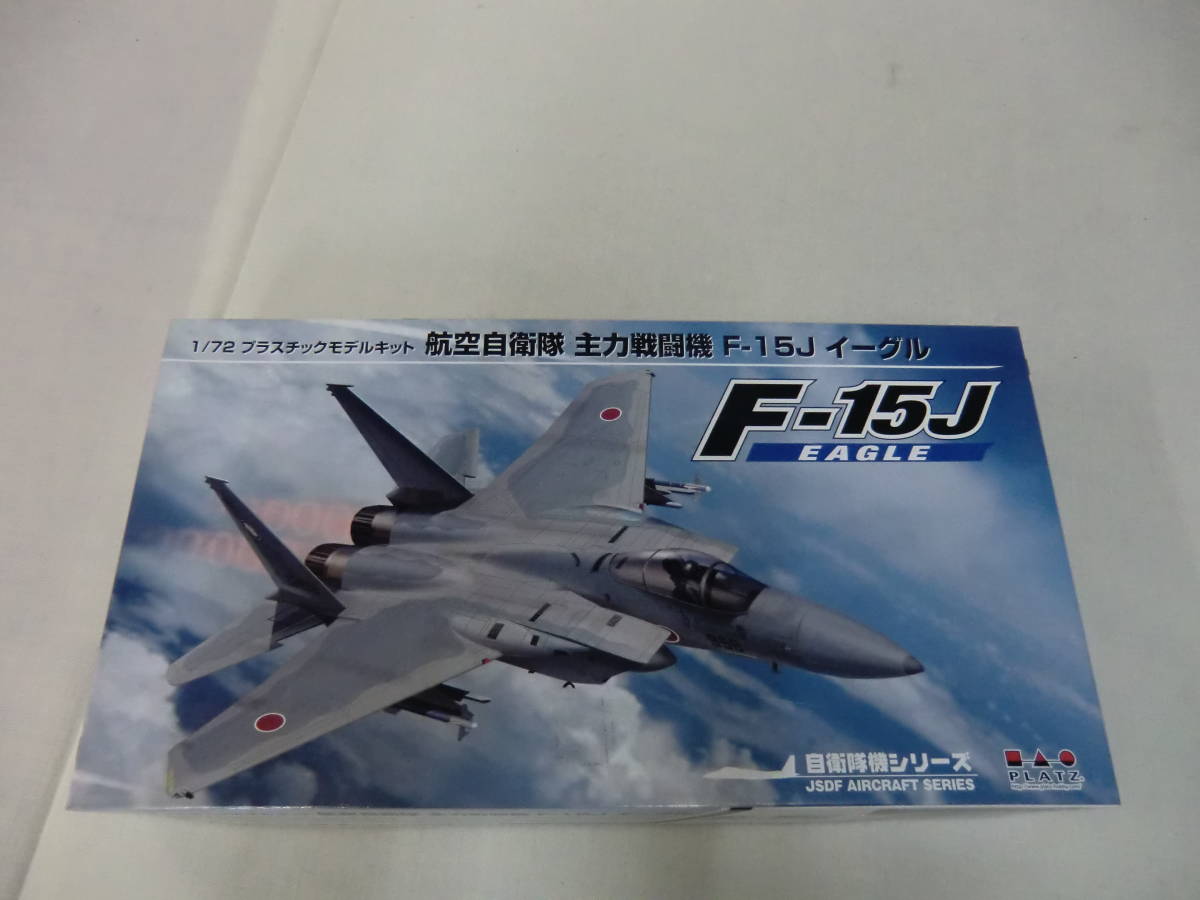 1/72 プラスチックモデルキット 航空自衛隊 主力戦闘機 F-15J イーグル
F-15J
EAGLE
自衛隊機シリーズ
JSDF AIRCRAFT SERIES
PLATZ